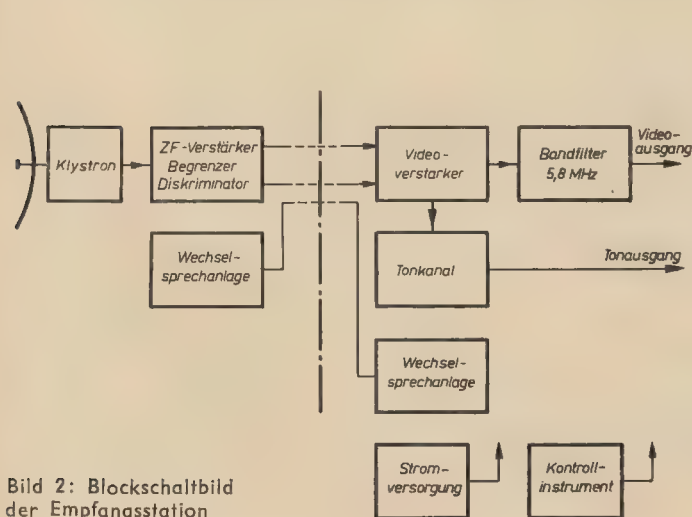 Klystron
ZF-Verstärker
Begrenzer
Diskriminator
Video-
verstarker
Bandfilter
5,8 MHz
Video-
ausgang
Wechsel-
sprechanlage
Tonkanal
Tonausgang
Wechsel-
sprechanlage
Strom-
versorgung
Kontroll-
instrument
Bild 2: Blockschaltbild
der Empfangsstation